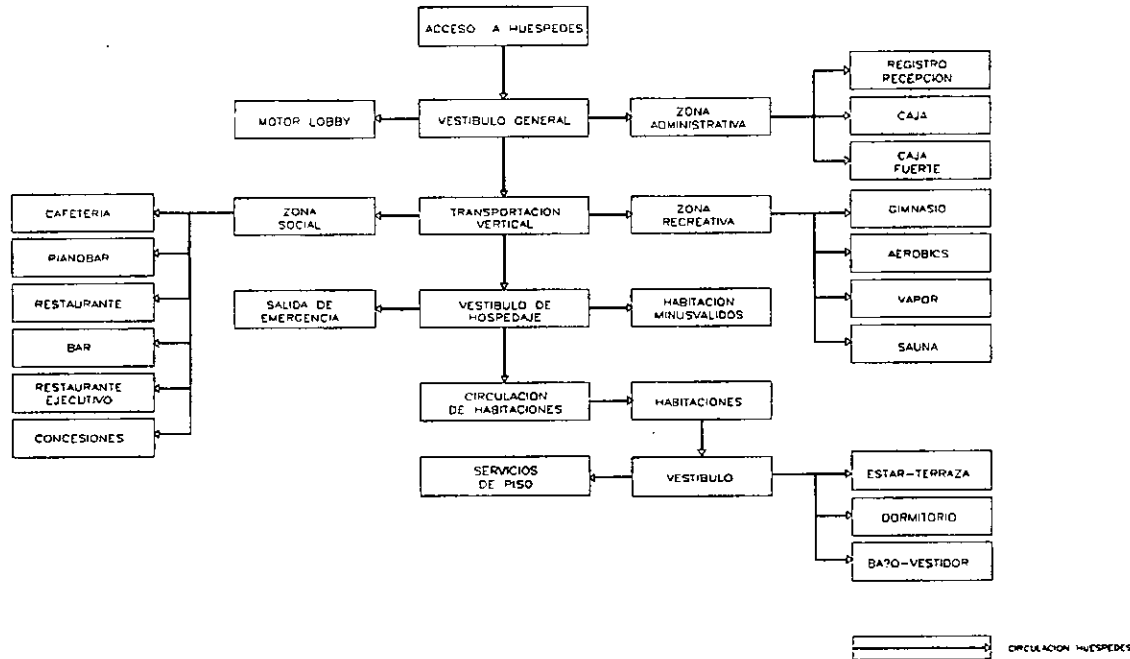 ACCESO A HUESPEDES
MOTOR LOBBY
VESTIBULO GENERAL
ZONA
ADMINISTRATIVA
REGISTRO
RECEPCION
CAJA
CAJA
FUERTE
CAFETERIA
PIANOBAR
RESTAURANTE
BAR
RESTAURANTE
EJECUTIVO
CONCESIONES
ZONA
SOCIAL
TRANSPORTACION
VERTICAL
ZONA
RECREATIVA
GIMNASIO
AEROBICS
VAPOR
SAUNA
SALIDA DE
EMERGENCIA
VESTIBULO DE
HOSPEDAJE
HABITACION
MINUSVALIDOS
CIRCULACION
DE HABITACIONES
HABITACIONES
SERVICIOS
DE PISO
VESTIBULO
ESTAR-TERRAZA
DORMITORIO
BA?O-VESTIDOR
CIRCULACION HUESPEDES